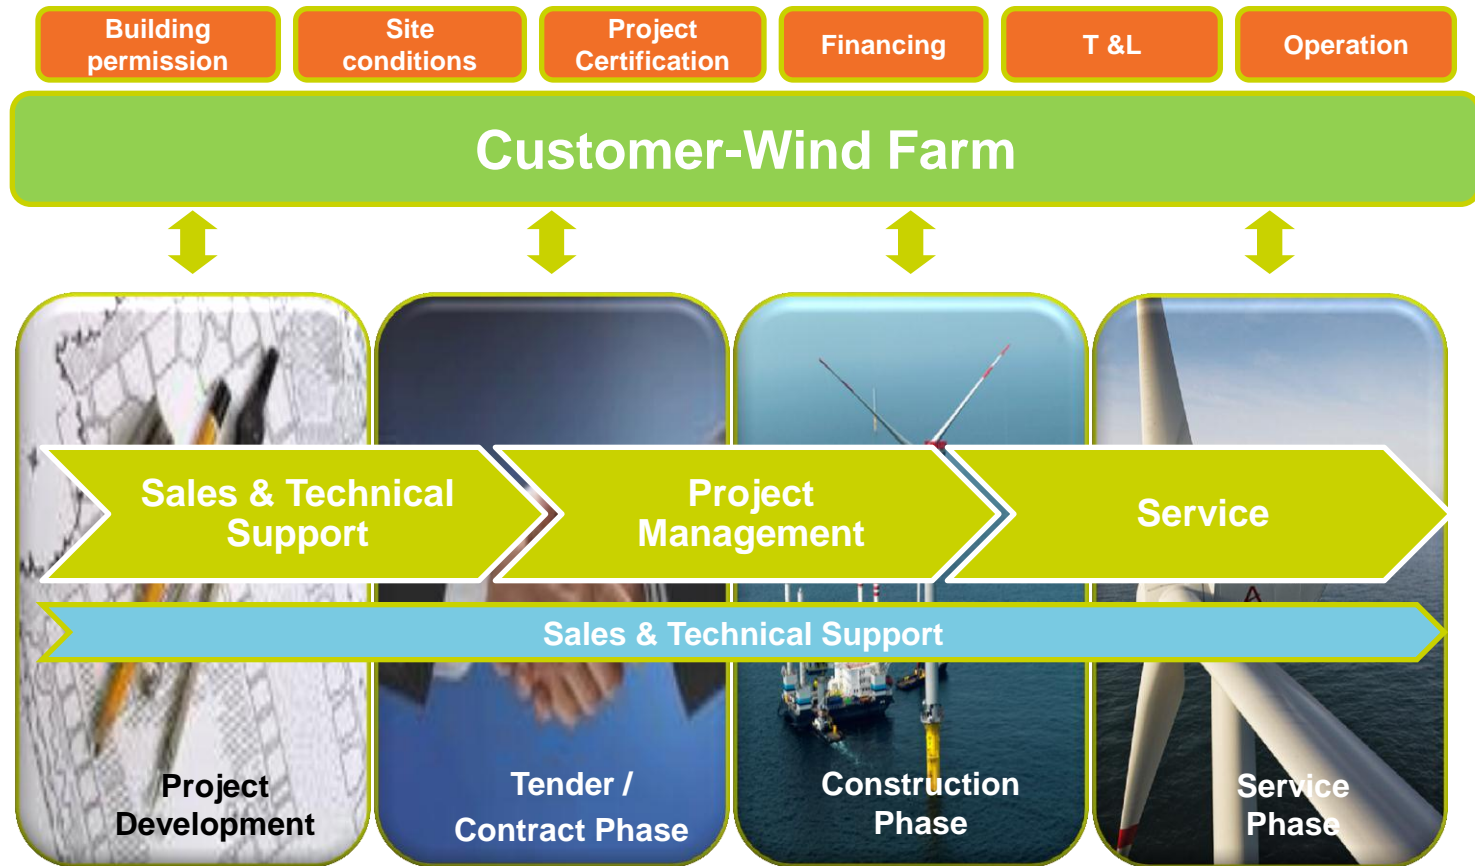 Building
permission
Site
conditions
Project
Certification
Financing
T &L
Operation
Customer-Wind Farm
Sales & Technical
Support
Project
Management
Service
Sales & Technical Support
Project
Development
Tender /
Contract Phase
Construction
Phase
Service
Phase